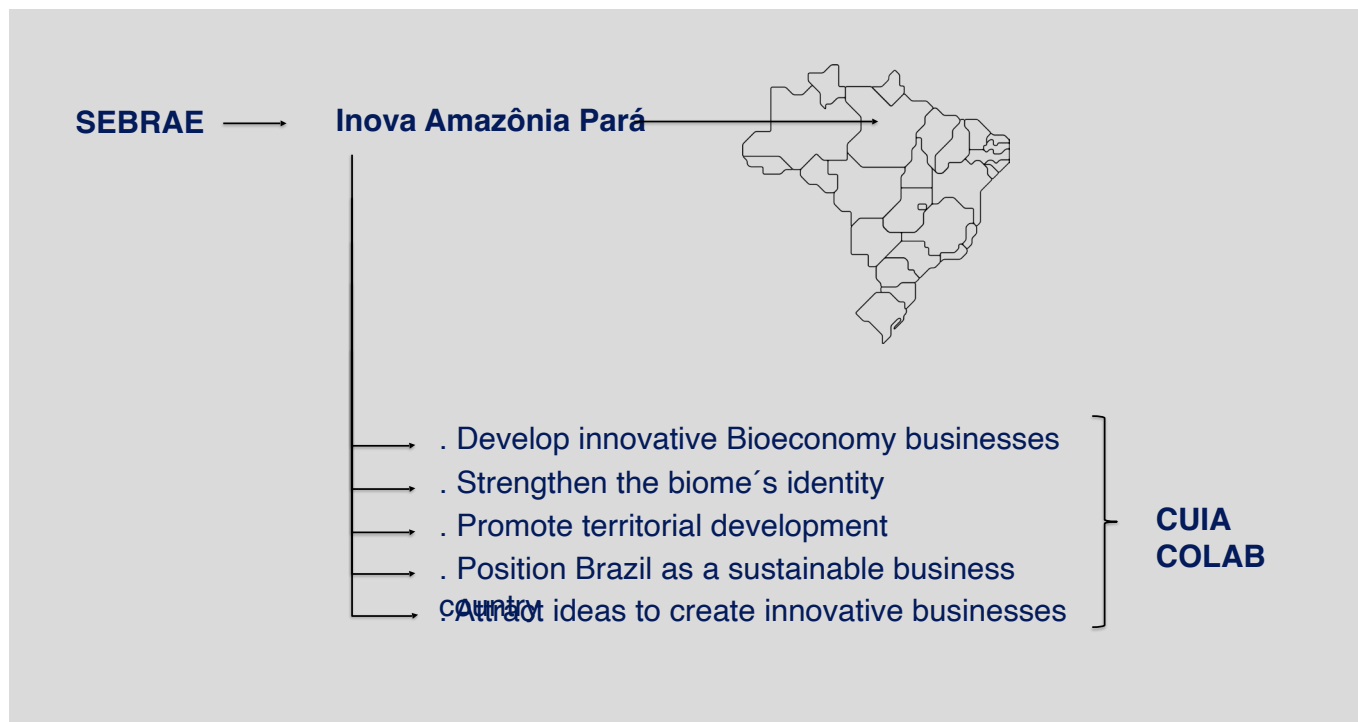 SEBRAE
Inova Amazônia Pará
. Develop innovative Bioeconomy businesses
. Strengthen the biome´s identity
. Promote territorial development
. Position Brazil as a sustainable business
country
. Attract ideas to create innovative businesses
CUIA
COLAB